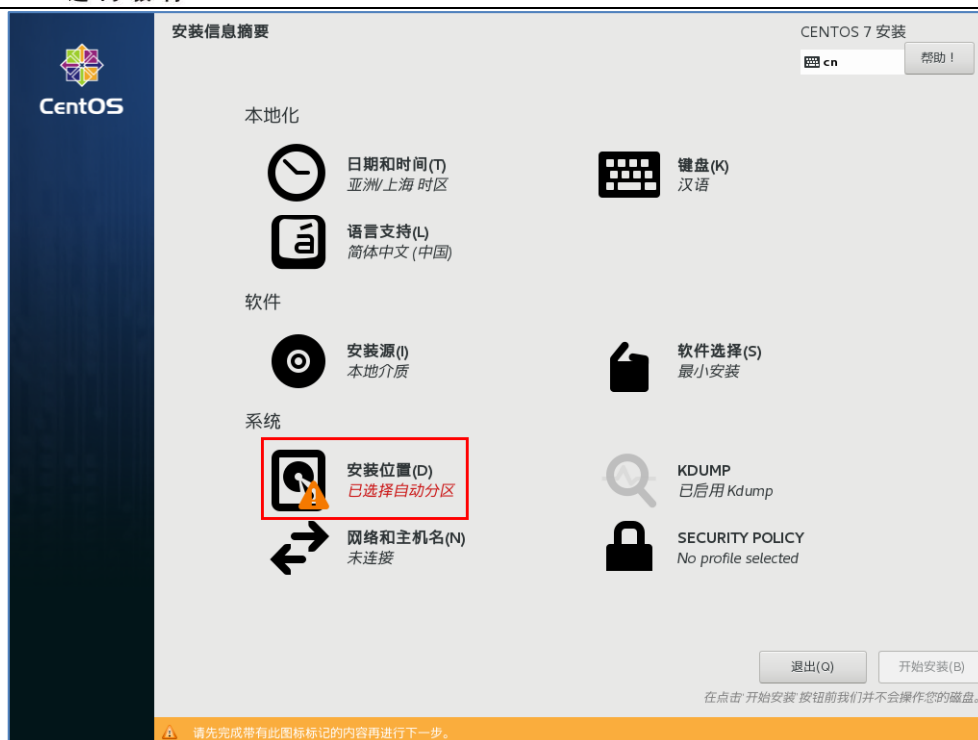 安装信息摘要
CENTOS 7 安装
cn
帮助！
CentOS
本地化
日期和时间(T)
亚洲/上海 时区
键盘(K)
汉语
语言支持(L)
简体中文 (中国)
软件
安装源(I)
本地介质
软件选择(S)
最小安装
系统
安装位置(D)
已选择自动分区
KDUMP
已启用 Kdump
网络和主机名(N)
未连接
SECURITY POLICY
No profile selected
退出(Q)
开始安装(B)
在点击'开始安装'按钮前我们并不会操作您的磁盘。
请先完成带有此图标标记的内容再进行下一步。